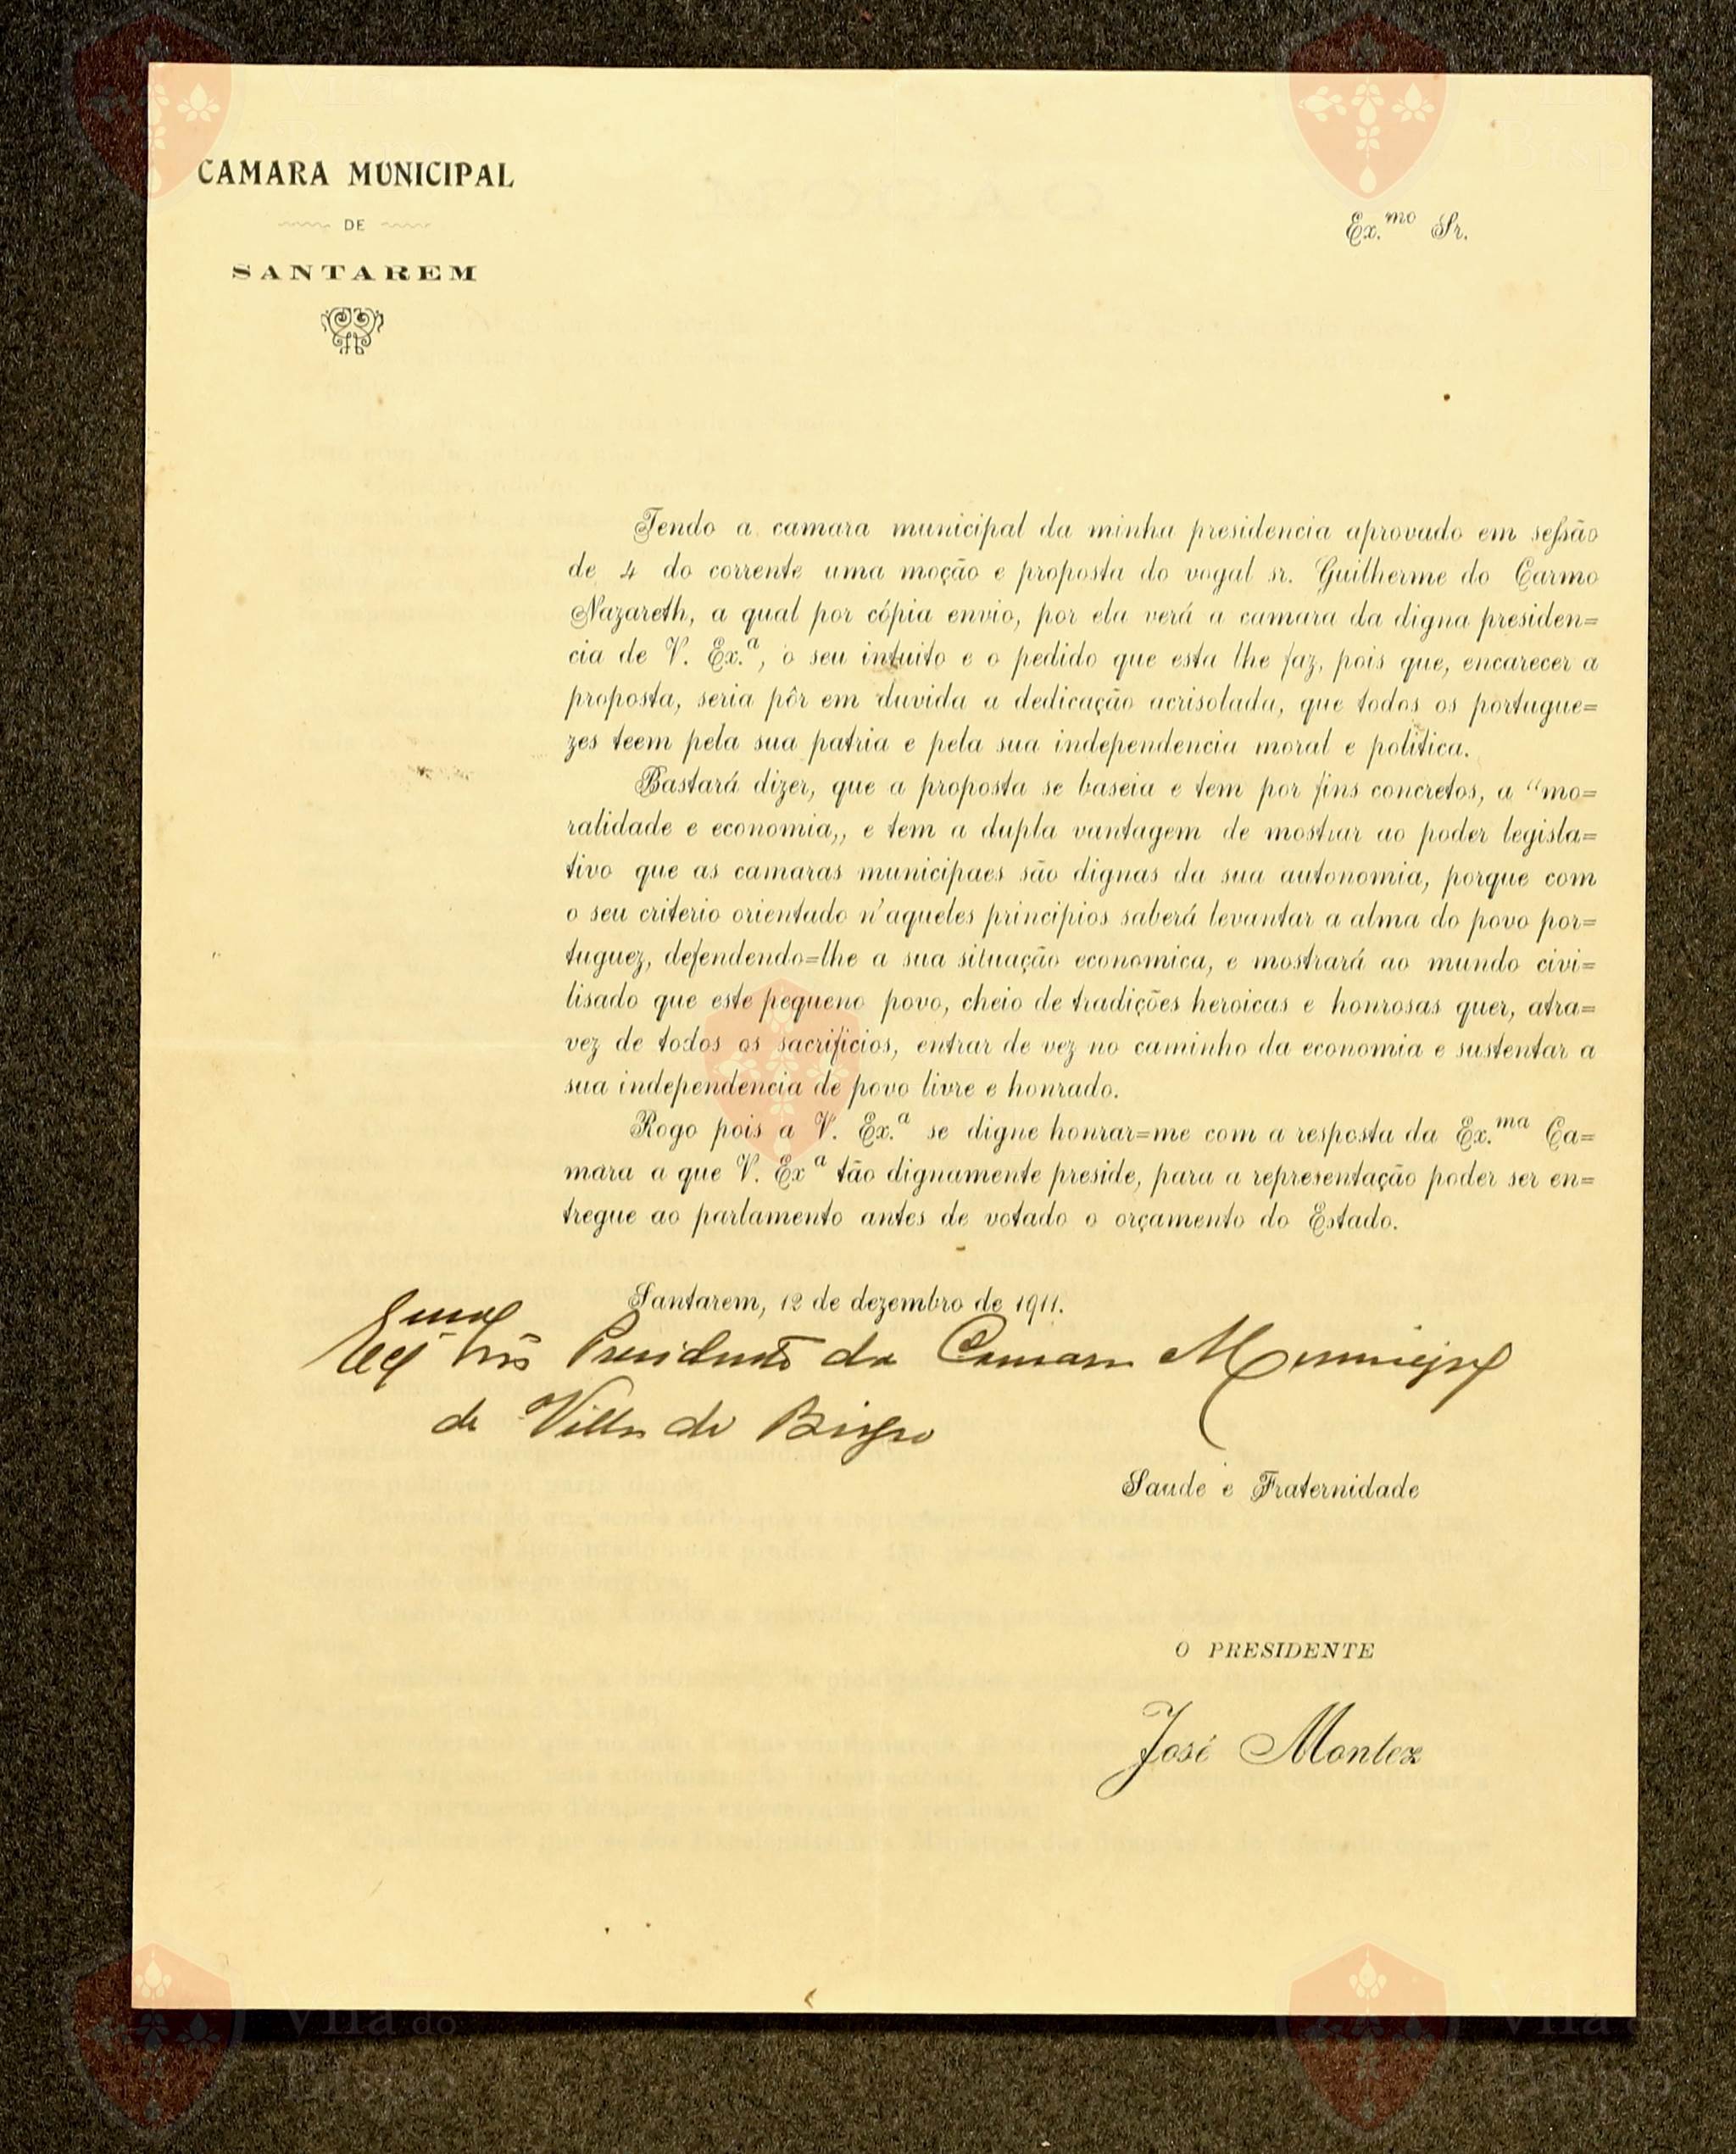 CAMARA MUNICIPAL
DE
SANTAREM
Ex.mo Sr.
Tendo a camara municipal da minha presidencia aprovado em sessão
de 4 do corrente uma moção e proposta do vogal sr. Guilherme do Carmo
Nazareth, a qual por cópia envio, por ela verá a camara da digna presiden=
cia de V. Ex.a, o seu intuito e o pedido que esta lhe faz, pois que, encarecer a
proposta, seria pôr em duvida a dedicação acrisolada, que todos os portugue=
zes teem pela sua patria e pela sua independencia moral e politica.
Bastará dizer, que a proposta se baseia e tem por fins concretos, a “mo=
ralidade e economia„, e tem a dupla vantagem de mostrar ao poder legisla=
tivo que as camaras municipaes são dignas da sua autonomia, porque com
o seu criterio orientado n'aqueles principios saberá levantar a alma do povo por=
tuguez, defendendo=lhe a sua situação economica, e mostrará ao mundo civi=
lisado que este pequeno povo, cheio de tradições heroicas e honrosas quer, atra=
vez de todos os sacrificios, entrar de vez no caminho da economia e sustentar a
sua independencia de povo livre e honrado.
Rogo pois a V. Ex.a se digne honrar=me com a resposta da Ex.ma Ca=
mara a que V. Ex a tão dignamente preside, para a representação poder ser en=
tregue ao parlamento antes de votado o orçamento do Estado.
Santarem, 12 de dezembro de 1911.
Presidente da Camara Municipal
de Villa do Bispo
Saude e Fraternidade
O PRESIDENTE
José Montez
Vila do
Bispo